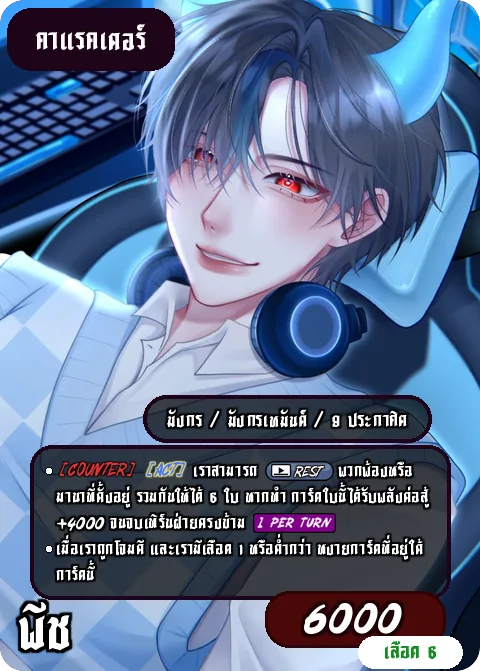 คาแรคเตอร์
มังกร / มังกรเหมันต์ / 9 ประกาศิต
• [COUNTER] [ACT] เราสามารถ REST พวกพ้องหรือ
มานาที่ตั้งอยู่ รวมกันให้ได้ 6 ใบ หากทำ การ์ดใบนี้ได้รับพลังต่อสู้
+4000 จนจบเทิร์นฝ่ายตรงข้าม 1 PER TURN
• เมื่อเราถูกโจมตี และเรามีเลือด 1 หรือต่ำกว่า หงายการ์ดที่อยู่ใต้
การ์ดนี้
พีช
6000
เลือด 6